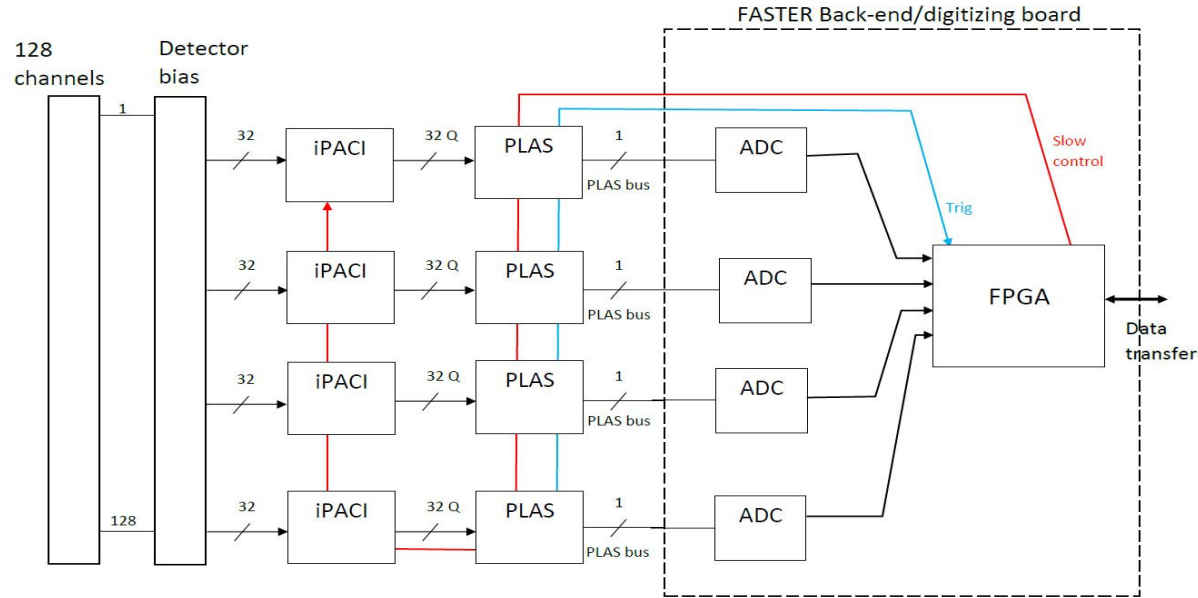 FASTER Back-end/digitizing board
128
channels
Detector
bias
1
128
32
iPACI
32 Q
PLAS
1
PLAS bus
ADC
32
iPACI
32 Q
PLAS
1
PLAS bus
ADC
32
iPACI
32 Q
PLAS
1
PLAS bus
ADC
32
iPACI
32 Q
PLAS
1
PLAS bus
ADC
Slow
control
Trig
FPGA
Data
transfer